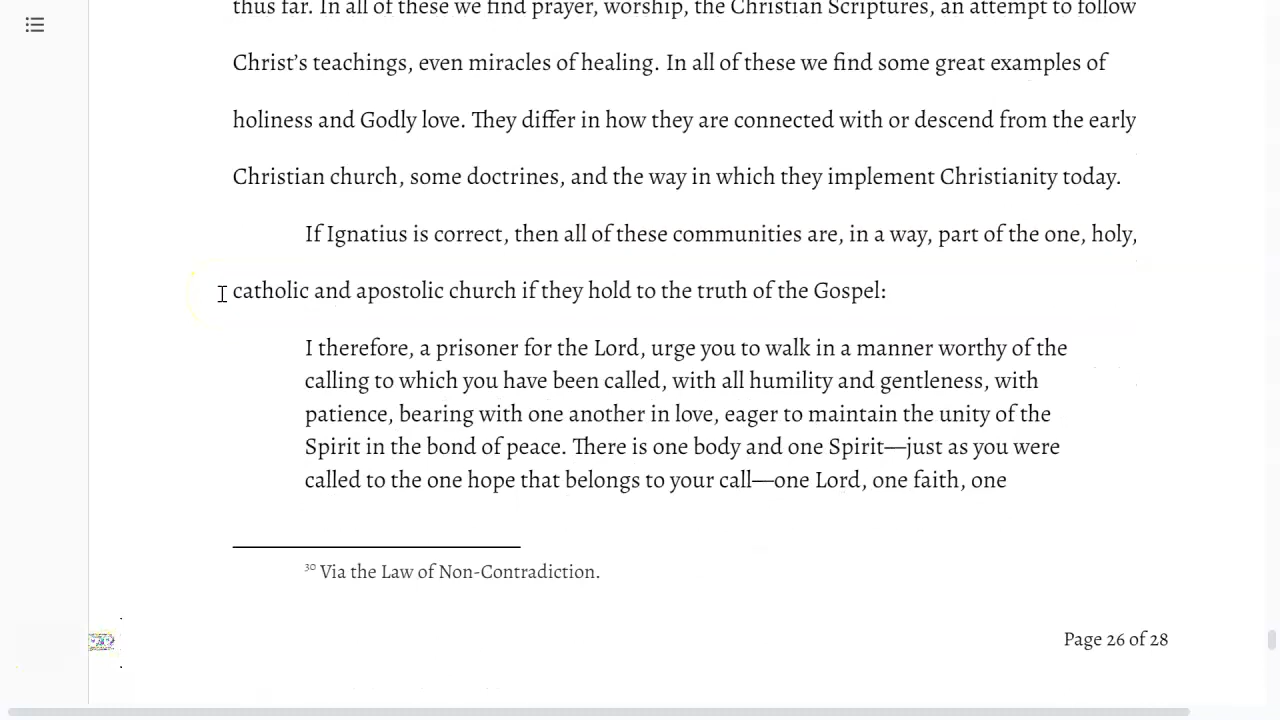 thus far. In all of these we find prayer, worship, the Christian Scriptures, an attempt to follow
Christ’s teachings, even miracles of healing. In all of these we find some great examples of
holiness and Godly love. They differ in how they are connected with or descend from the early
Christian church, some doctrines, and the way in which they implement Christianity today.
If Ignatius is correct, then all of these communities are, in a way, part of the one, holy,
catholic and apostolic church if they hold to the truth of the Gospel:
I therefore, a prisoner for the Lord, urge you to walk in a manner worthy of the
calling to which you have been called, with all humility and gentleness, with
patience, bearing with one another in love, eager to maintain the unity of the
Spirit in the bond of peace. There is one body and one Spirit—just as you were
called to the one hope that belongs to your call—one Lord, one faith, one
30 Via the Law of Non-Contradiction.
Page 26 of 28